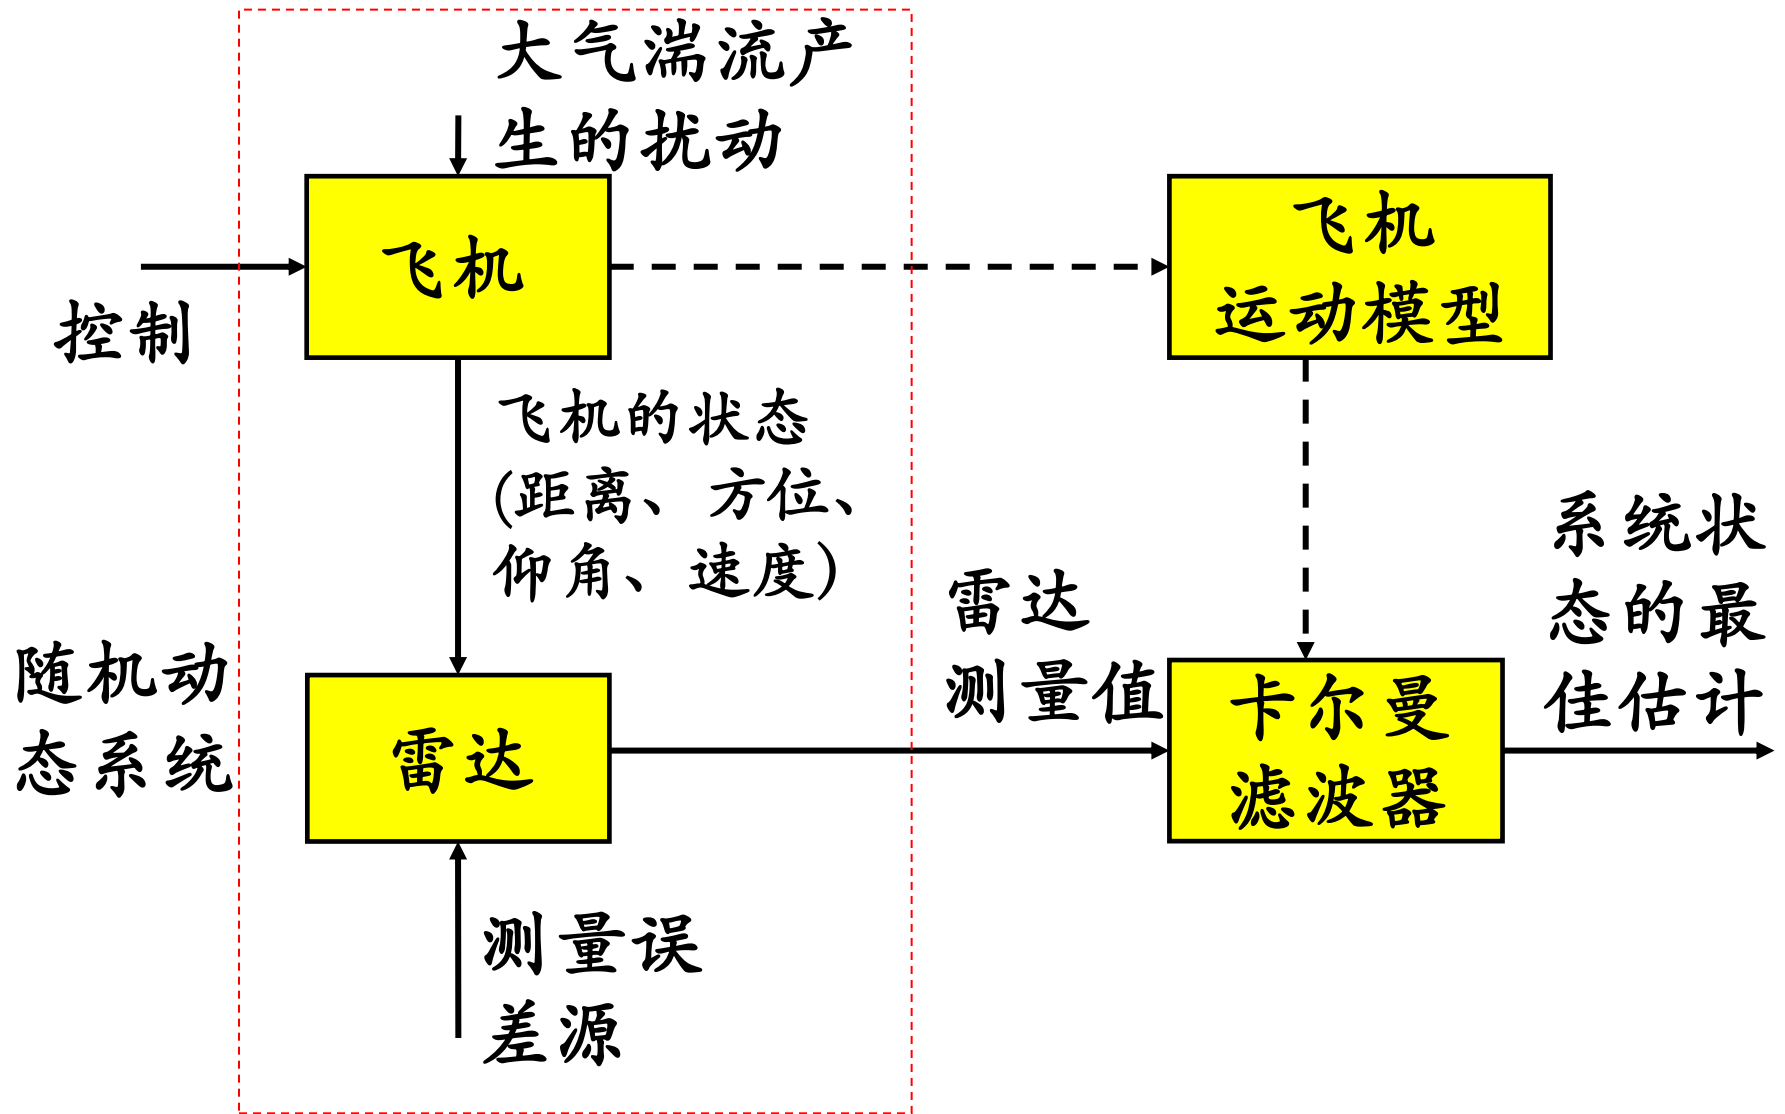 大气湍流产
生的扰动
飞机
飞机
运动模型
控制
飞机的状态
(距离、方位、
仰角、速度)
系统状
态的最
佳估计
雷达
测量值
随机动
态系统
雷达
卡尔曼
滤波器
测量误
差源